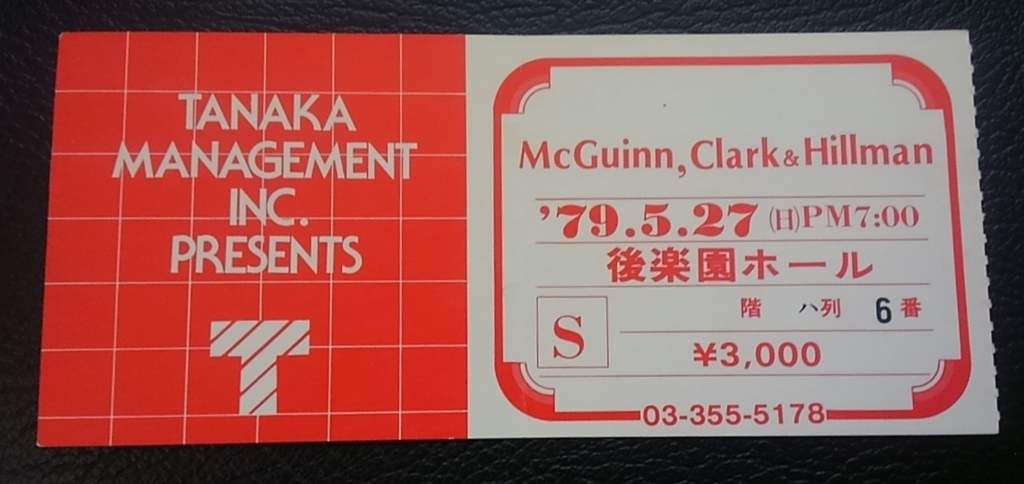 TANAKA
MANAGEMENT
INC.
PRESENTS
T
McGuinn, Clark & Hillman
'79.5.27 (日) PM7:00
後楽園ホール
S
階 ハ列 6番
¥3,000
03-355-5178